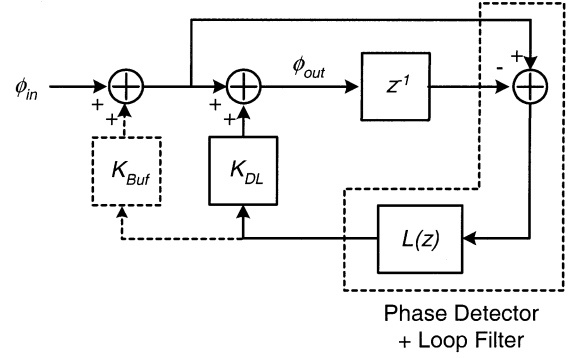 +
-
ϕout
z-1
ϕin
+
+
+
+
KBuf
KDL
L(z)
Phase Detector
+ Loop Filter